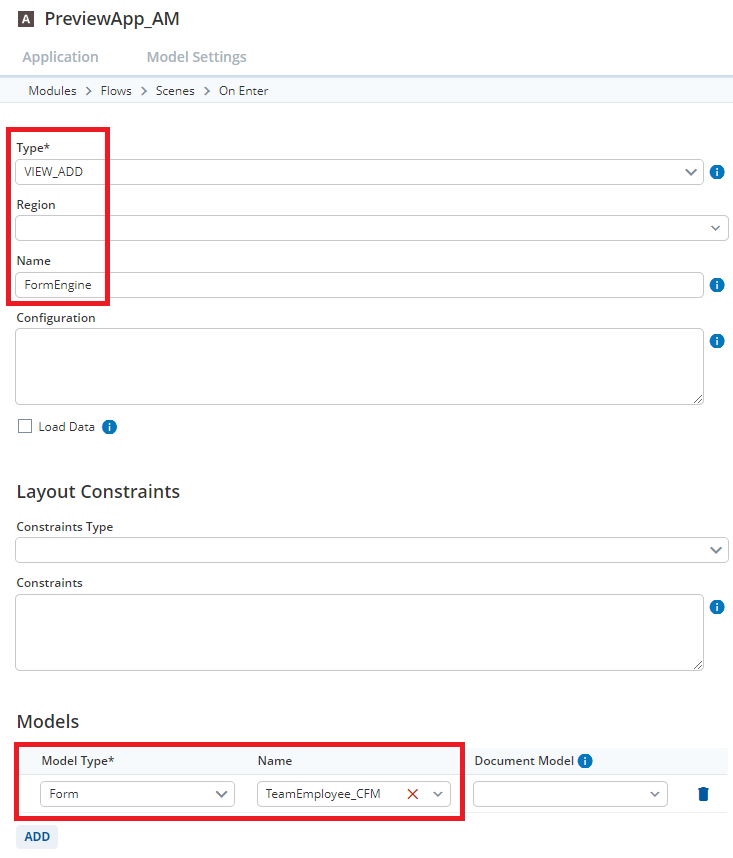 A PreviewApp_AM
Application Model Settings
Modules > Flows > Scenes > On Enter
Type*
VIEW_ADD
Region
Name
FormEngine
Configuration
Load Data
Layout Constraints
Constraints Type
Constraints
Models
Model Type* Name Document Model
Form TeamEmployee_CFM
ADD